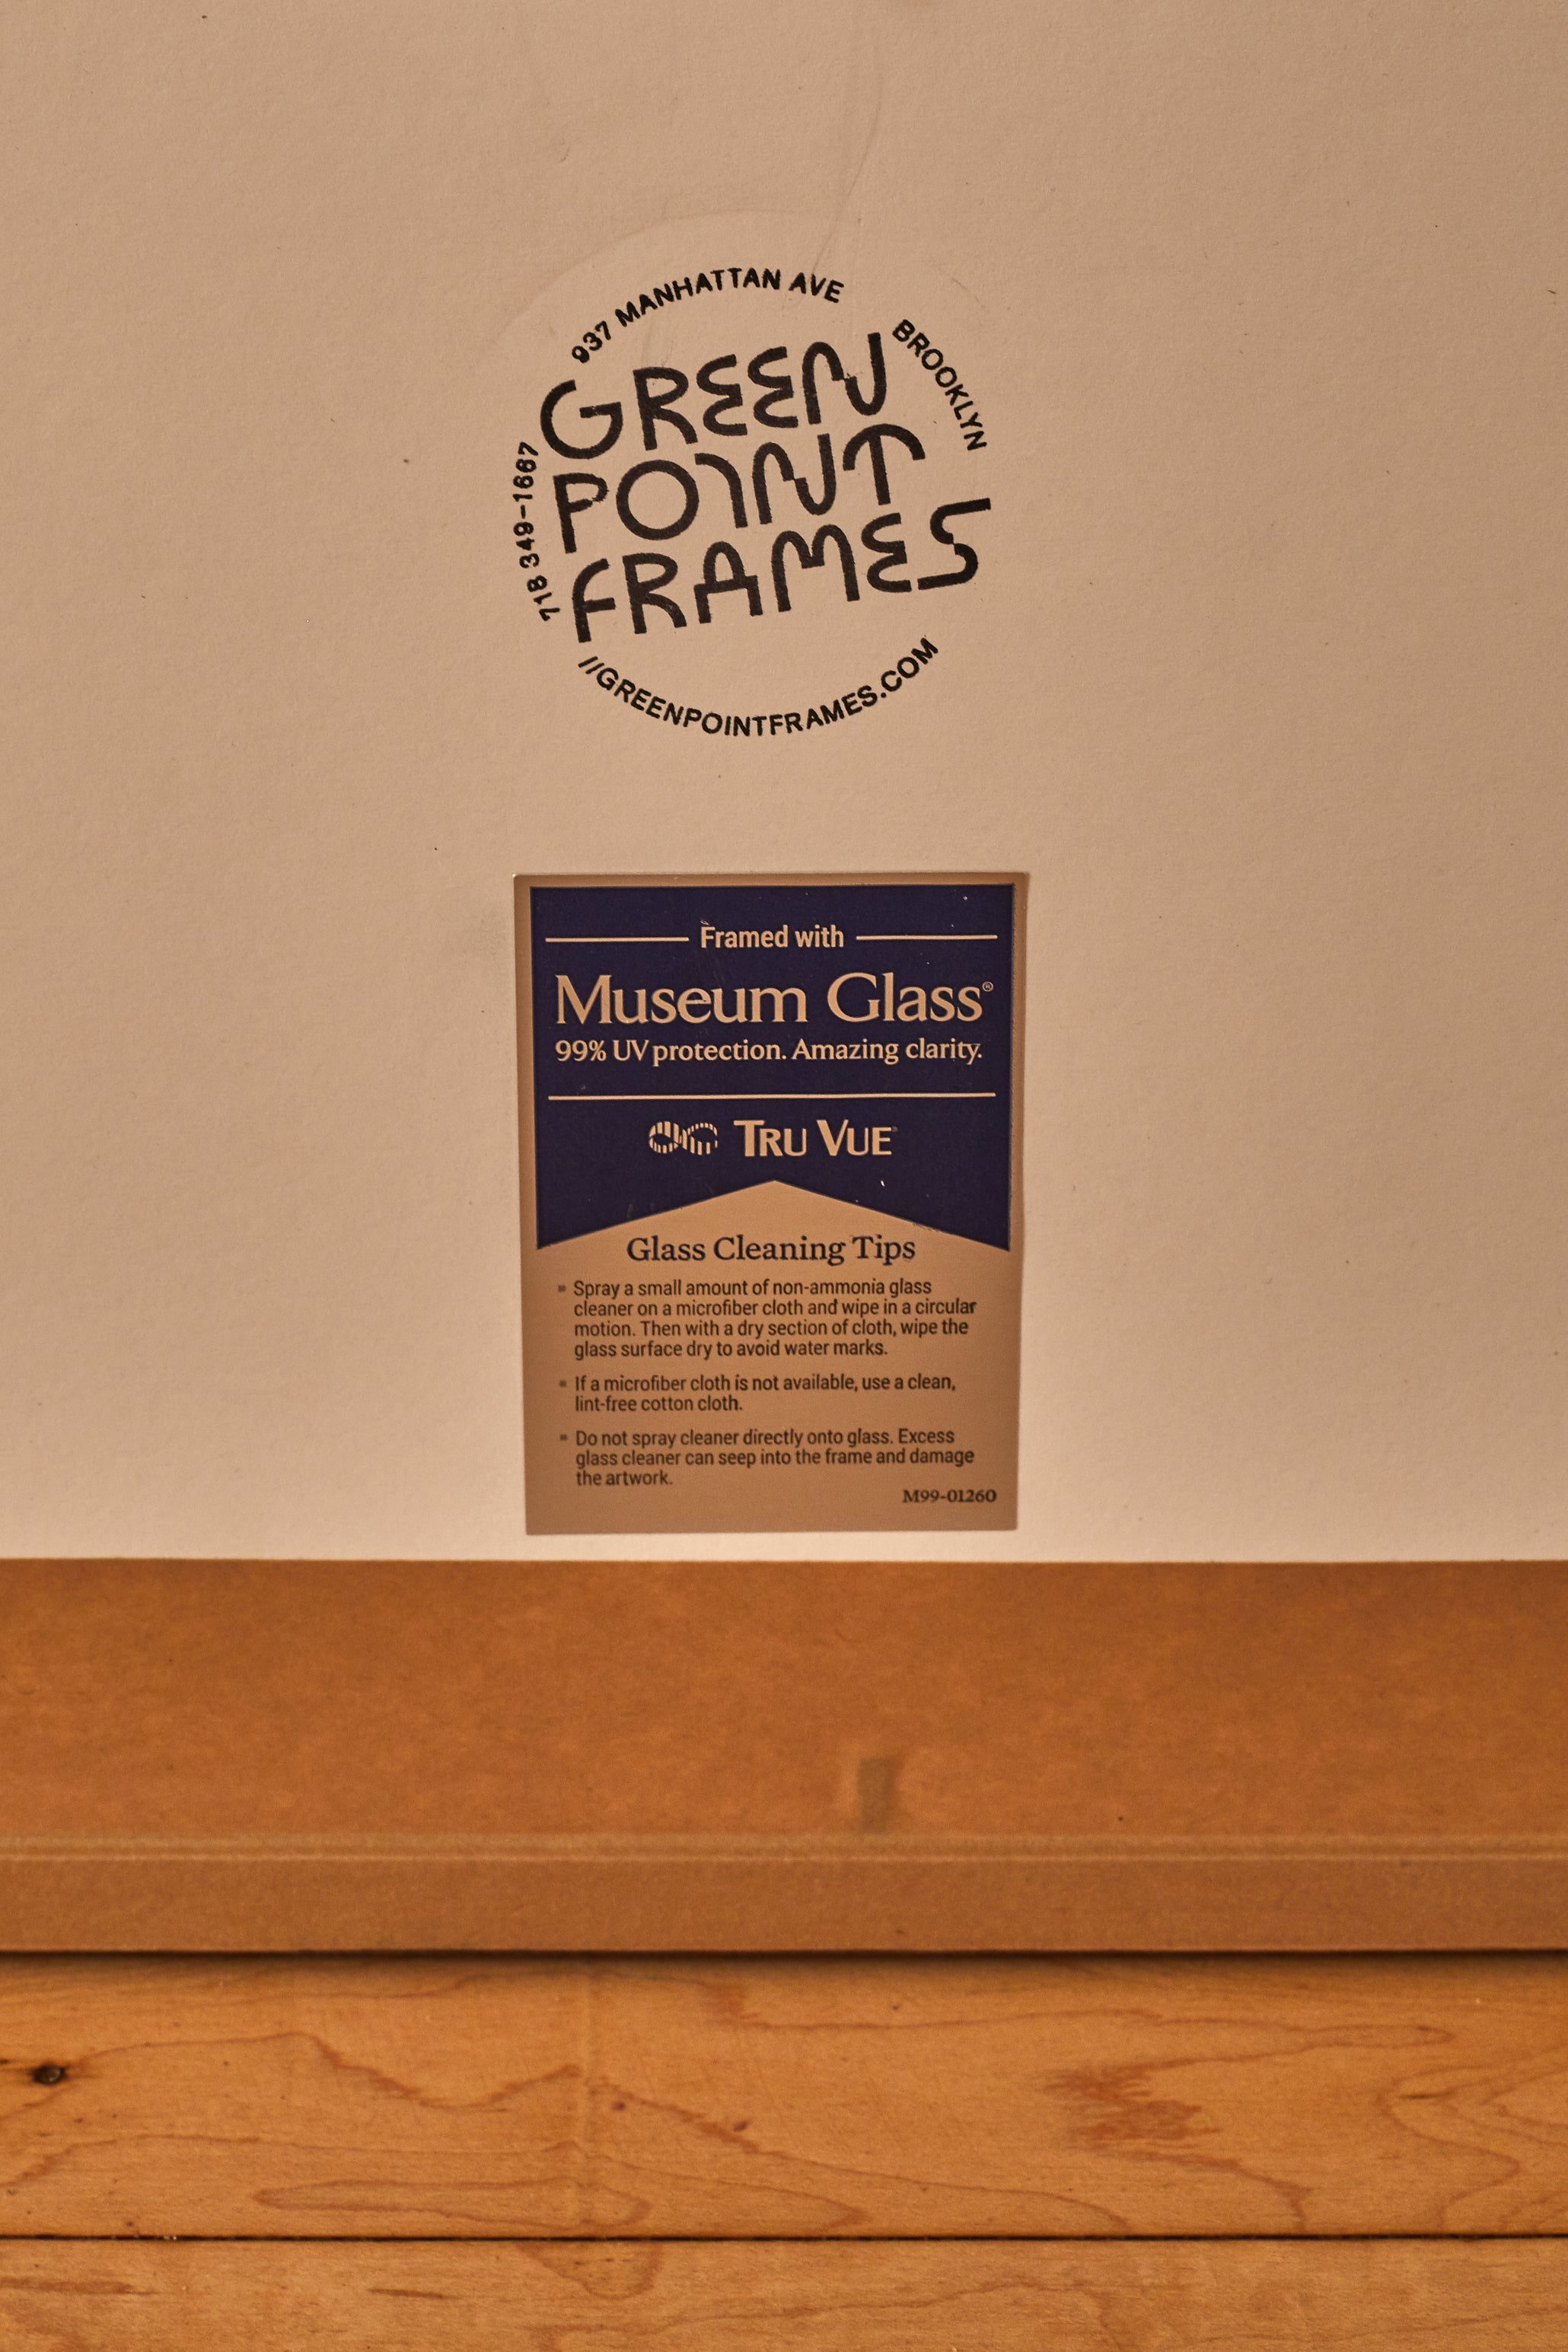 937 MANHATTAN AVE
BROOKLYN
GREEN
POINT
FRAMES
718 349-1667
//GREENPOINTFRAMES.COM
Framed with
Museum Glass®
99% UV protection. Amazing clarity.
TRU VUE
Glass Cleaning Tips
Spray a small amount of non-ammonia glass
cleaner on a microfiber cloth and wipe in a circular
motion. Then with a dry section of cloth, wipe the
glass surface dry to avoid water marks.
If a microfiber cloth is not available, use a clean,
lint-free cotton cloth.
Do not spray cleaner directly onto glass. Excess
glass cleaner can seep into the frame and damage
the artwork.
M99-01260